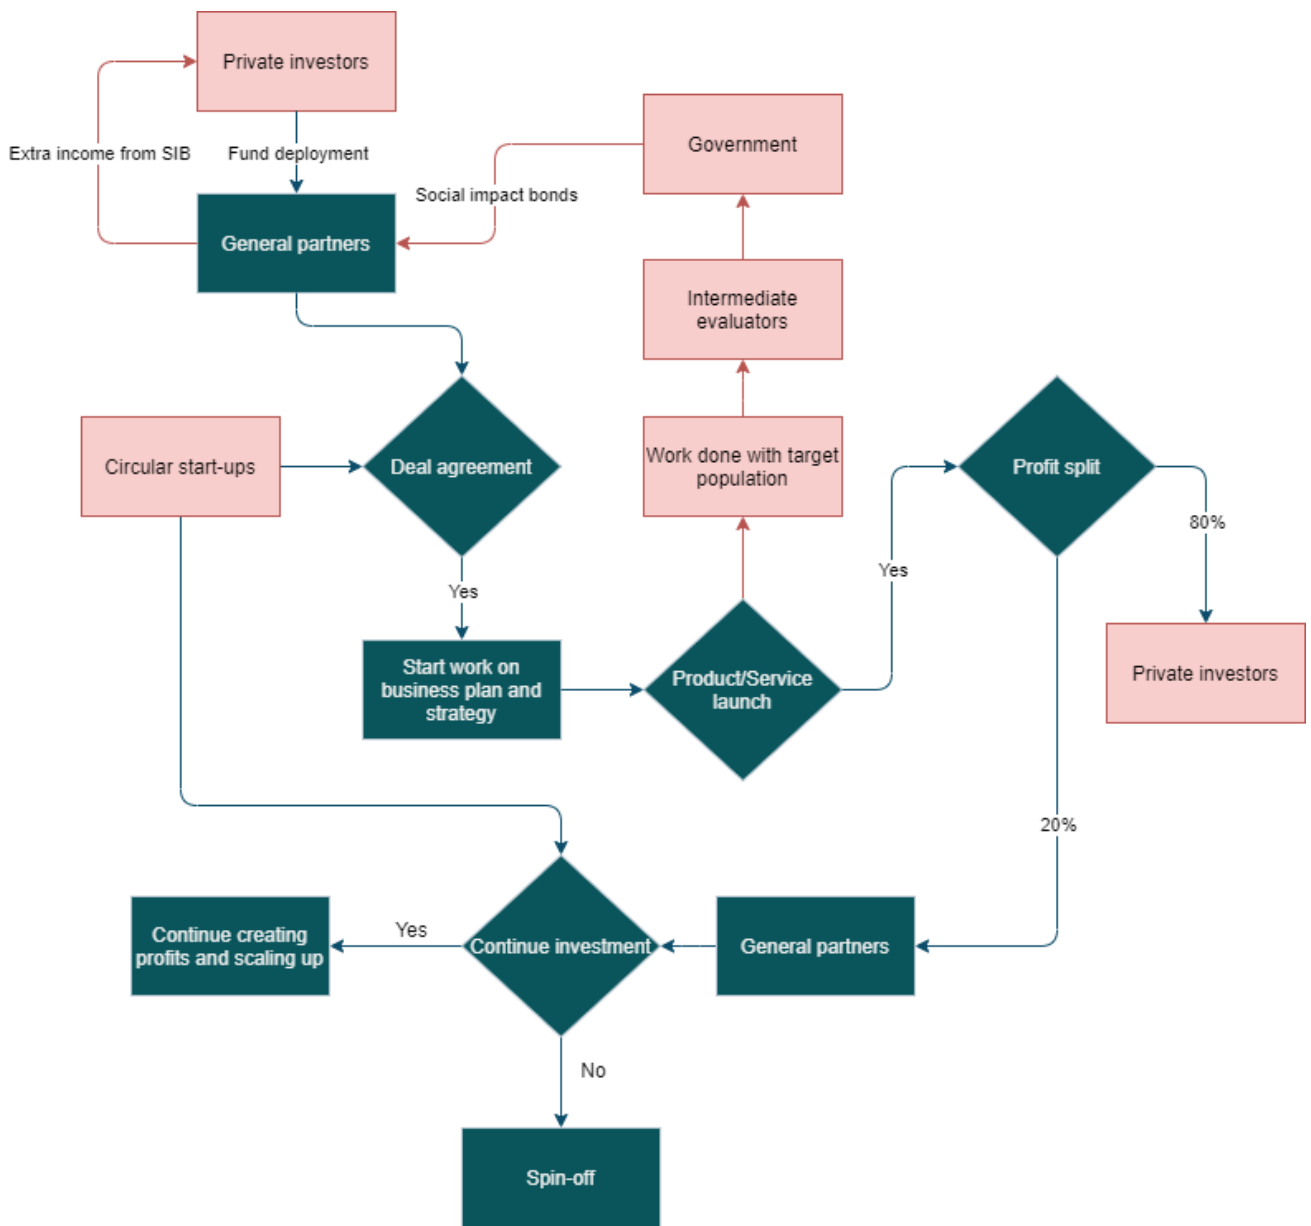 Private investors
Extra income from SIB
Fund deployment
Government
Social impact bonds
General partners
Intermediate
evaluators
Circular start-ups
Deal agreement
Work done with target
population
Profit split
80%
Yes
Yes
Start work on
business plan and
strategy
Product/Service
launch
Private investors
20%
Continue creating
profits and scaling up
Yes
Continue investment
General partners
No
Spin-off